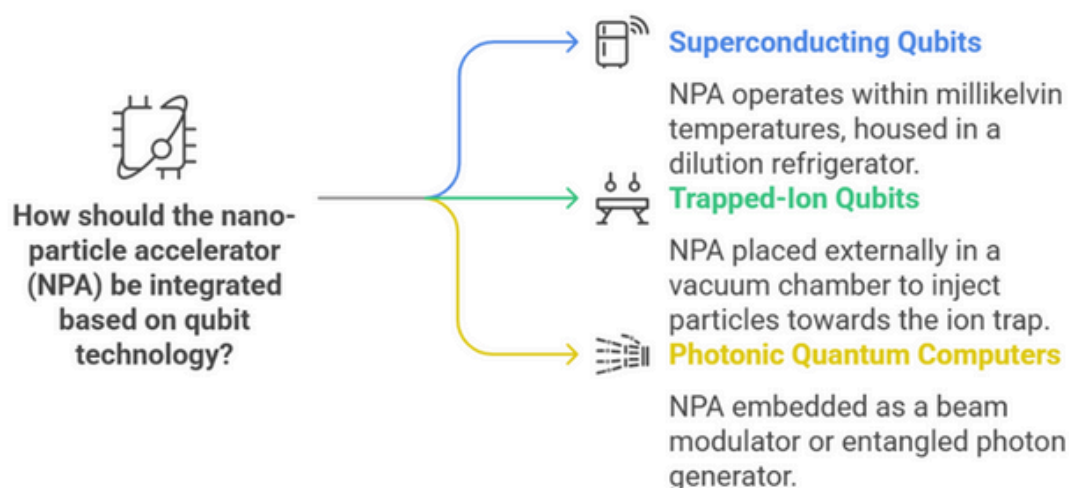 How should the nano-
particle accelerator
(NPA) be integrated
based on qubit
technology?
Superconducting Qubits
NPA operates within millikelvin
temperatures, housed in a
dilution refrigerator.
Trapped-Ion Qubits
NPA placed externally in a
vacuum chamber to inject
particles towards the ion trap.
Photonic Quantum Computers
NPA embedded as a beam
modulator or entangled photon
generator.